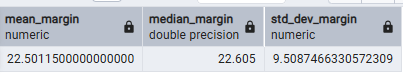 mean_margin median_margin std_dev_margin
numeric double precision numeric
22.5011500000000000 22.605 9.5087466330572309